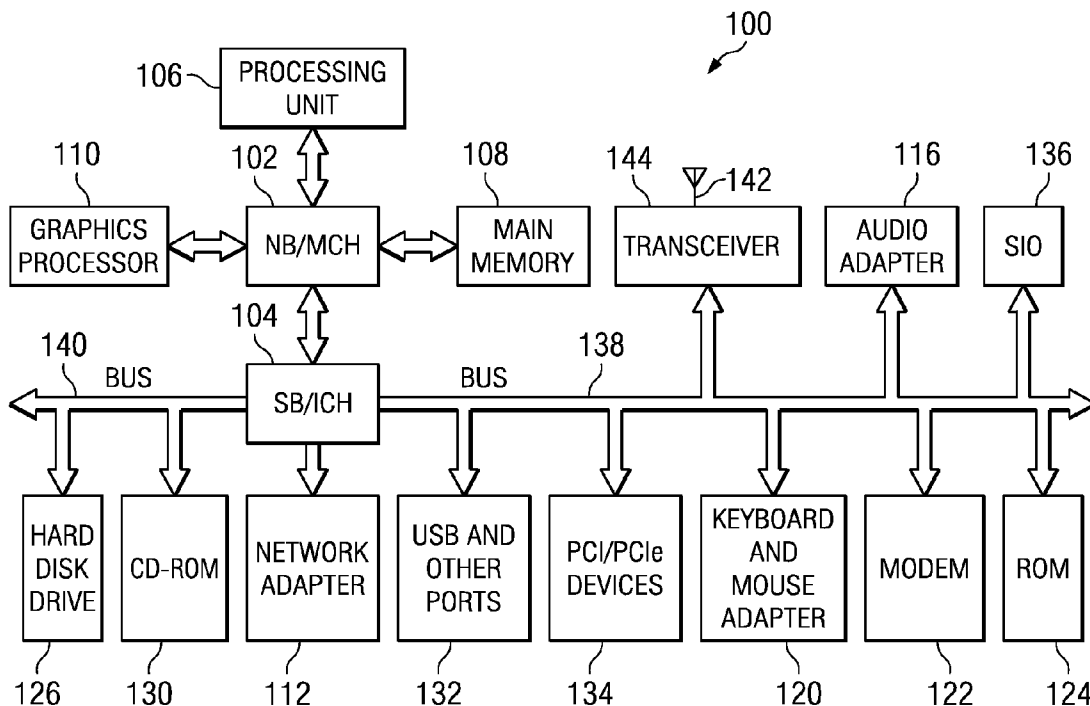 100
106
PROCESSING
UNIT
110
102
108
144
142
116
136
GRAPHICS
PROCESSOR
NB/MCH
MAIN
MEMORY
TRANSCEIVER
AUDIO
ADAPTER
SIO
104
140
BUS
SB/ICH
BUS
138
HARD
DISK
DRIVE
CD-ROM
NETWORK
ADAPTER
USB AND
OTHER
PORTS
PCI/PCIe
DEVICES
KEYBOARD
AND
MOUSE
ADAPTER
MODEM
ROM
126
130
112
132
134
120
122
124